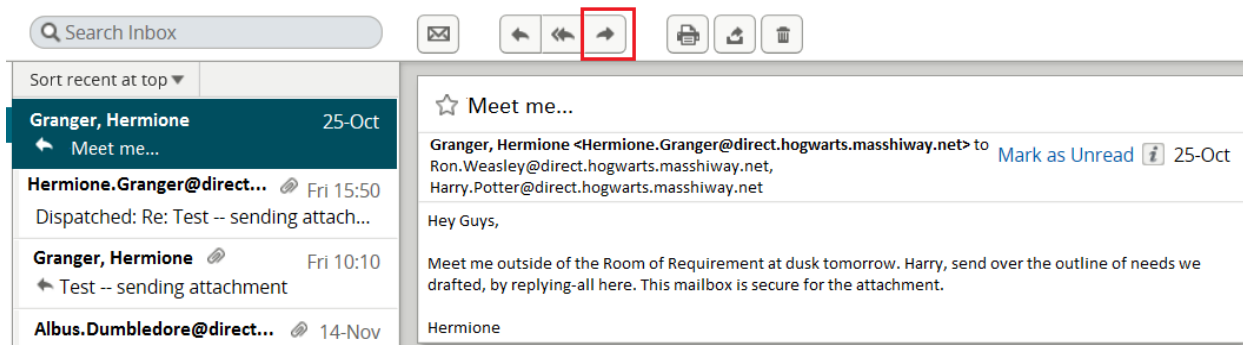 Search Inbox
Sort recent at top
Granger, Hermione 25-Oct
Meet me...
Hermione.Granger@direct... Fri 15:50
Dispatched: Re: Test -- sending attach...
Granger, Hermione Fri 10:10
Test -- sending attachment
Albus.Dumbledore@direct... 14-Nov
Meet me...
Granger, Hermione <Hermione.Granger@direct.hogwarts.masshiway.net> to
Ron.Weasley@direct.hogwarts.masshiway.net,
Harry.Potter@direct.hogwarts.masshiway.net
Mark as Unread i 25-Oct
Hey Guys,
Meet me outside of the Room of Requirement at dusk tomorrow. Harry, send over the outline of needs we
drafted, by replying-all here. This mailbox is secure for the attachment.
Hermione